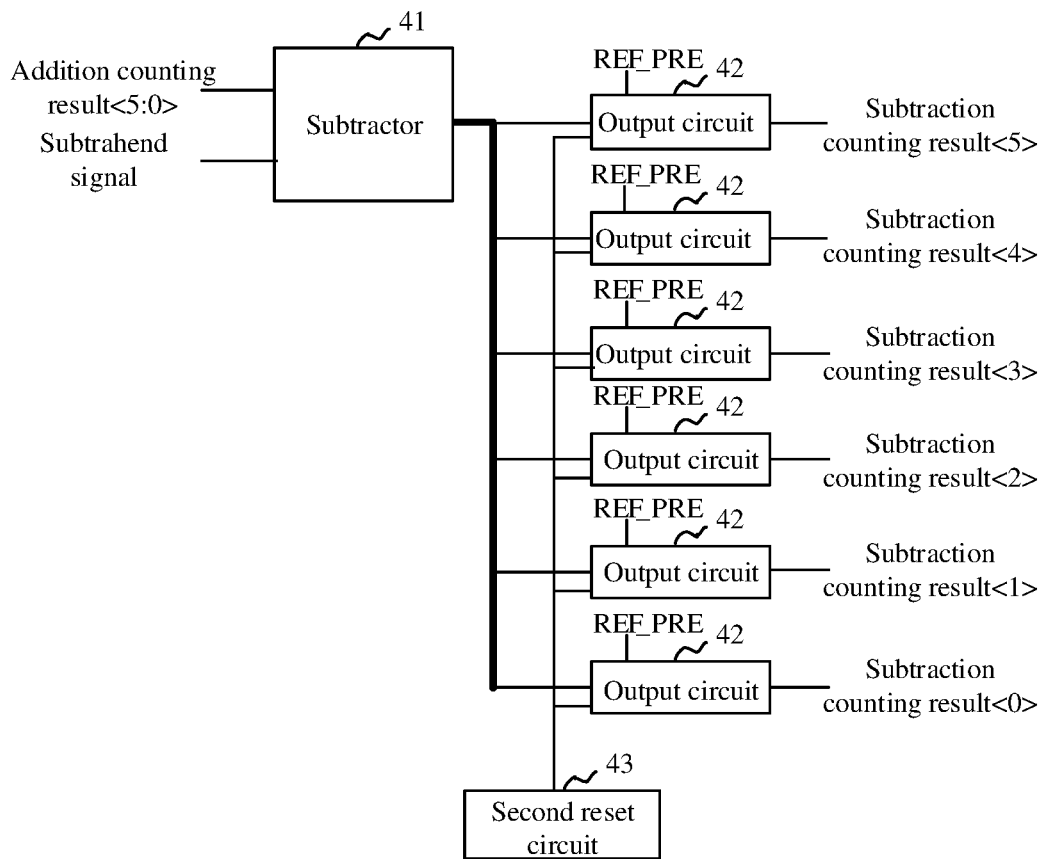 41
Addition counting
result<5:0>
Subtrahend
signal
Subtractor
REF_PRE
42
Output circuit
Subtraction
counting result<5>
REF_PRE
42
Output circuit
Subtraction
counting result<4>
REF_PRE
42
Output circuit
Subtraction
counting result<3>
REF_PRE
42
Output circuit
Subtraction
counting result<2>
REF_PRE
42
Output circuit
Subtraction
counting result<1>
REF_PRE
42
Output circuit
Subtraction
counting result<0>
43
Second reset
circuit